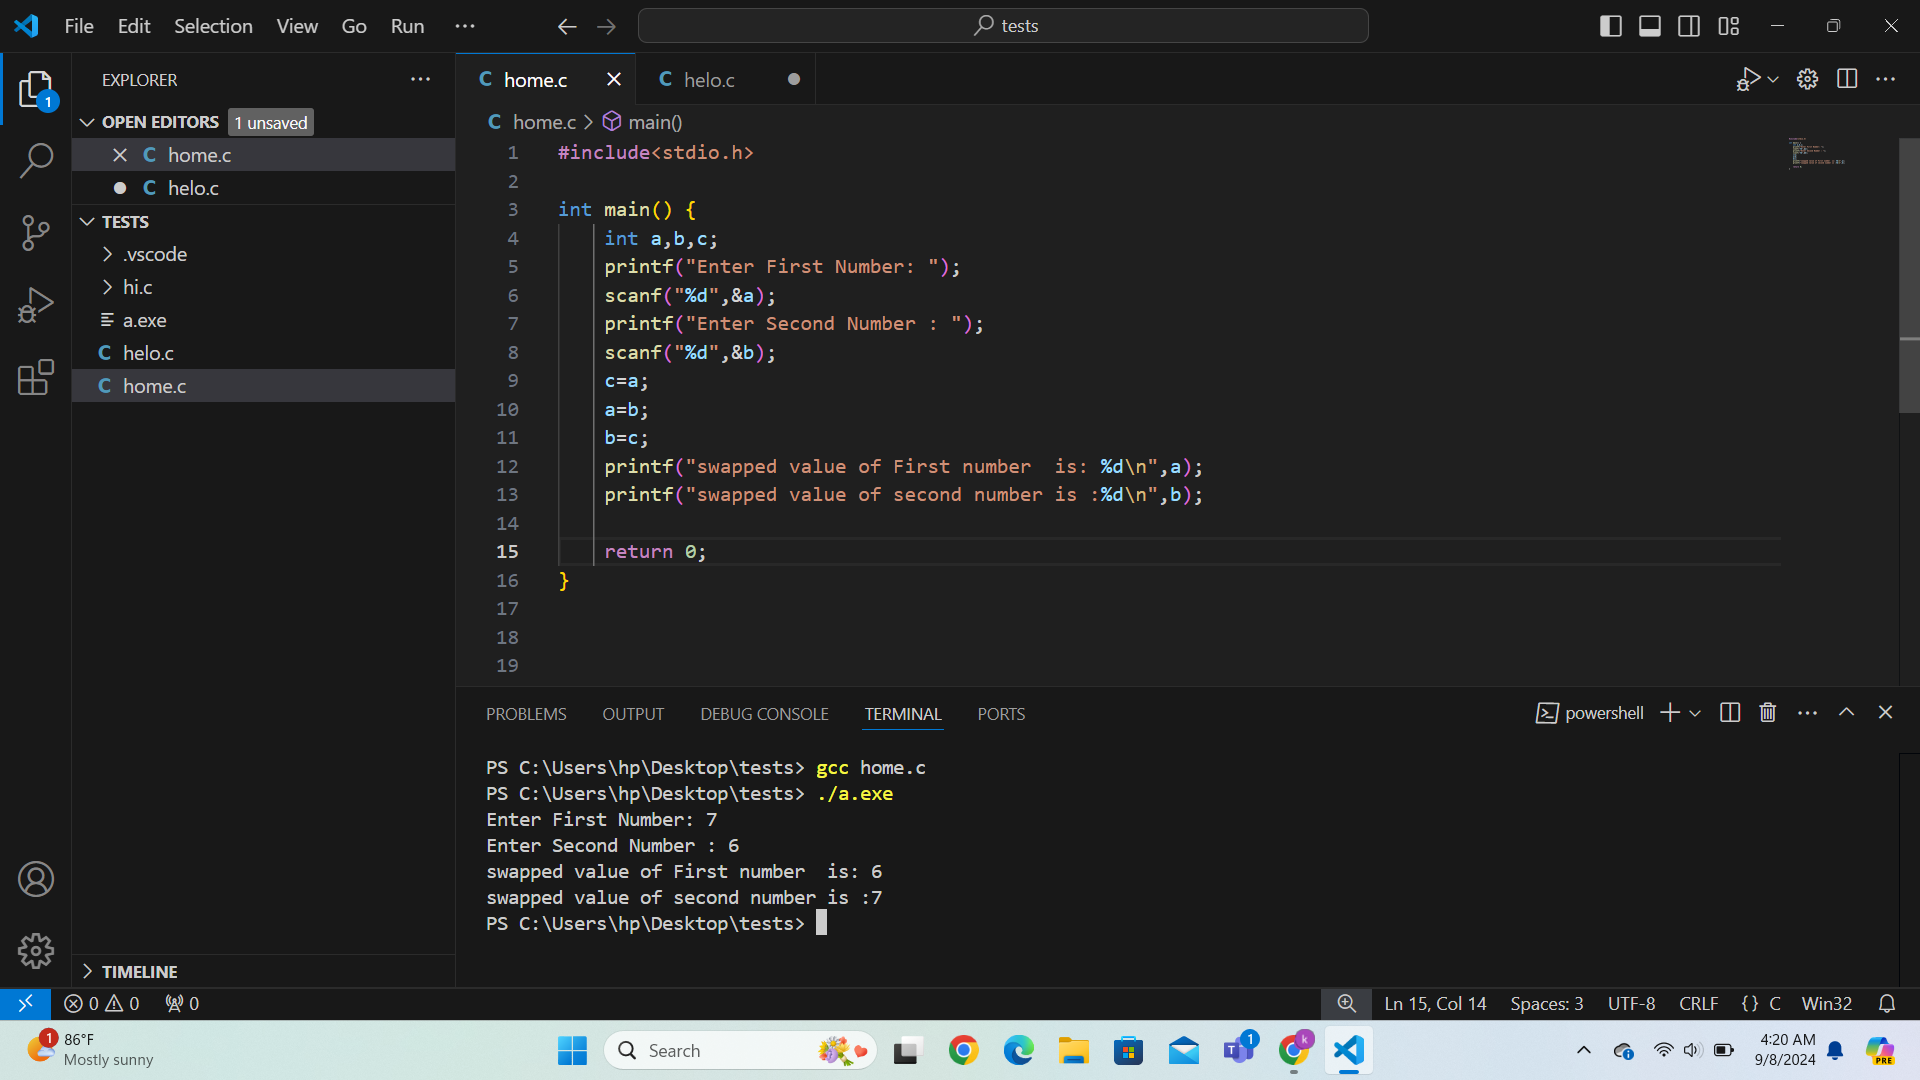 File Edit Selection View Go Run ··· tests
EXPLORER ···
OPEN EDITORS 1 unsaved
home.c
helo.c
TESTS
.vscode
hi.c
a.exe
helo.c
home.c
TIMELINE
home.c helo.c
home.c > main()
1 #include<stdio.h>
2
3 int main() {
4 int a,b,c;
5 printf("Enter First Number: ");
6 scanf("%d",&a);
7 printf("Enter Second Number : ");
8 scanf("%d",&b);
9 c=a;
10 a=b;
11 b=c;
12 printf("swapped value of First number  is: %d\n",a);
13 printf("swapped value of second number is :%d\n",b);
14
15 return 0;
16 }
17
18
19
PROBLEMS OUTPUT DEBUG CONSOLE TERMINAL PORTS powershell
PS C:\Users\hp\Desktop\tests> gcc home.c
PS C:\Users\hp\Desktop\tests> ./a.exe
Enter First Number: 7
Enter Second Number : 6
swapped value of First number  is: 6
swapped value of second number is :7
PS C:\Users\hp\Desktop\tests>
0 0 0 Ln 15, Col 14 Spaces: 3 UTF-8 CRLF {} C Win32
1 86°F
Mostly sunny
Search
1
k
4:20 AM
9/8/2024
PRE